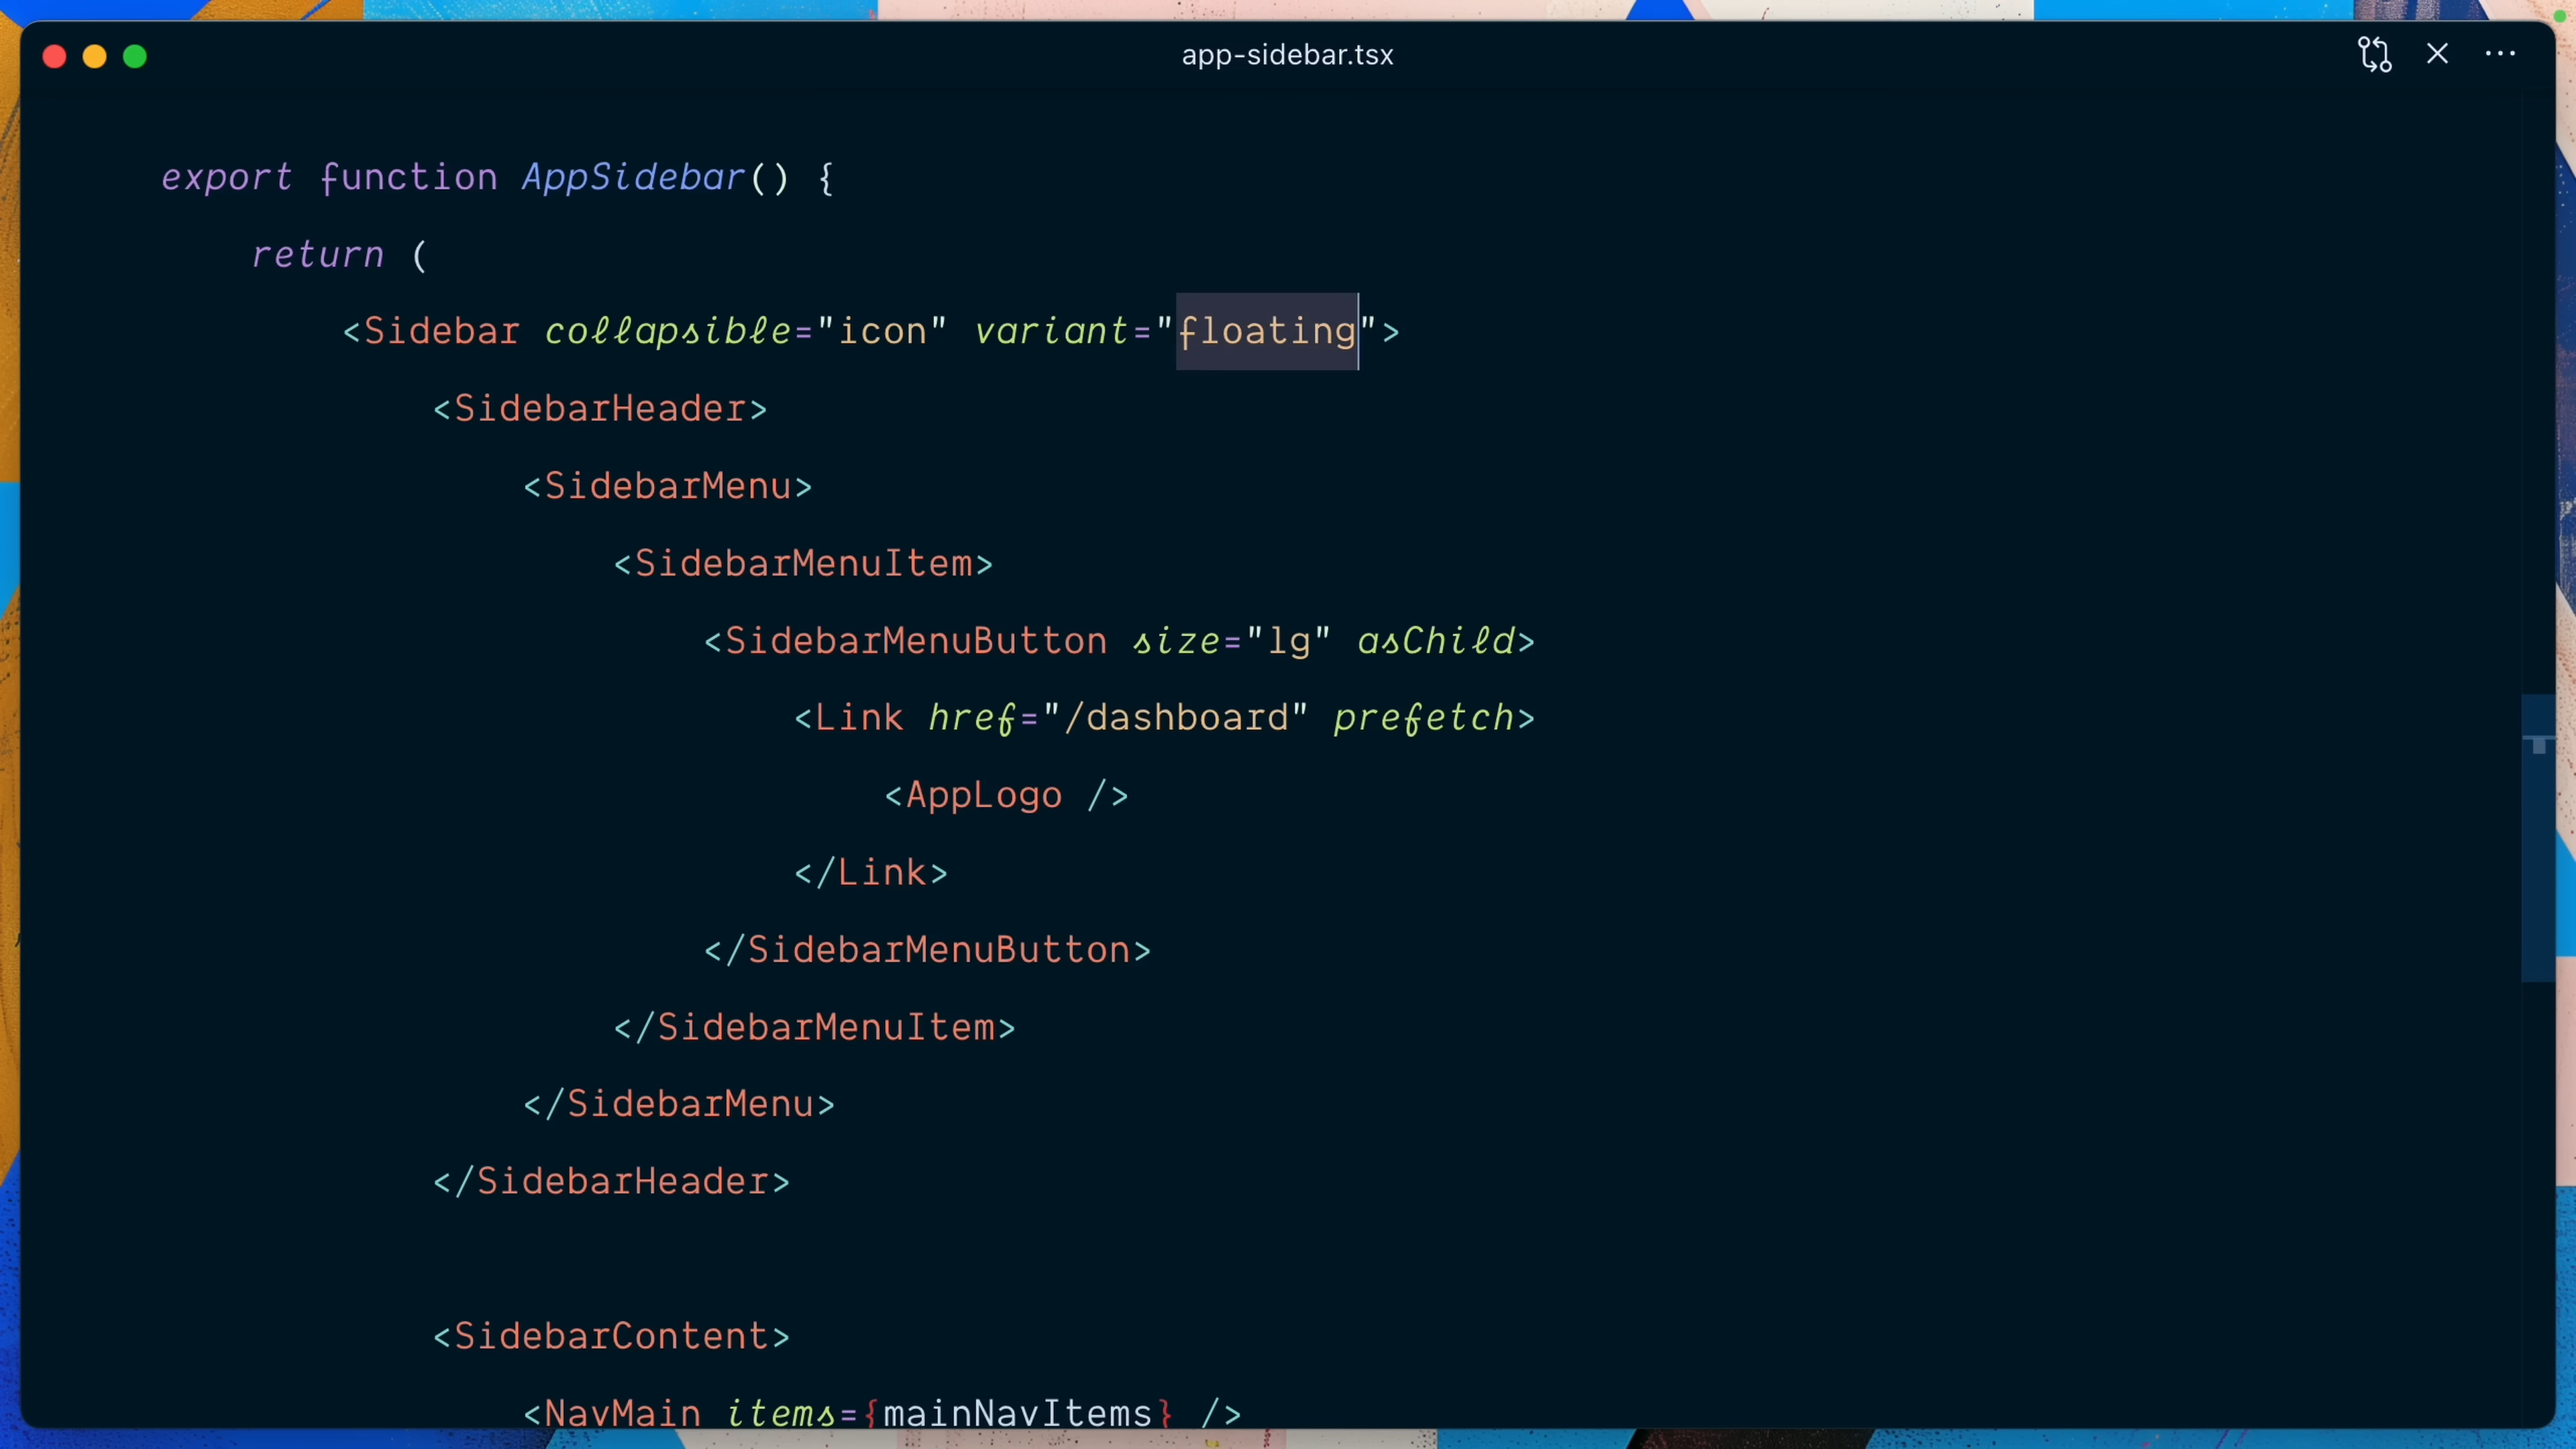 app-sidebar.tsx
export function AppSidebar() {
return (
<Sidebar collapsible="icon" variant="floating">
<SidebarHeader>
<SidebarMenu>
<SidebarMenuItem>
<SidebarMenuButton size="lg" asChild>
<Link href="/dashboard" prefetch>
<AppLogo />
</Link>
</SidebarMenuButton>
</SidebarMenuItem>
</SidebarMenu>
</SidebarHeader>
<SidebarContent>
<NavMain items={mainNavItems} />